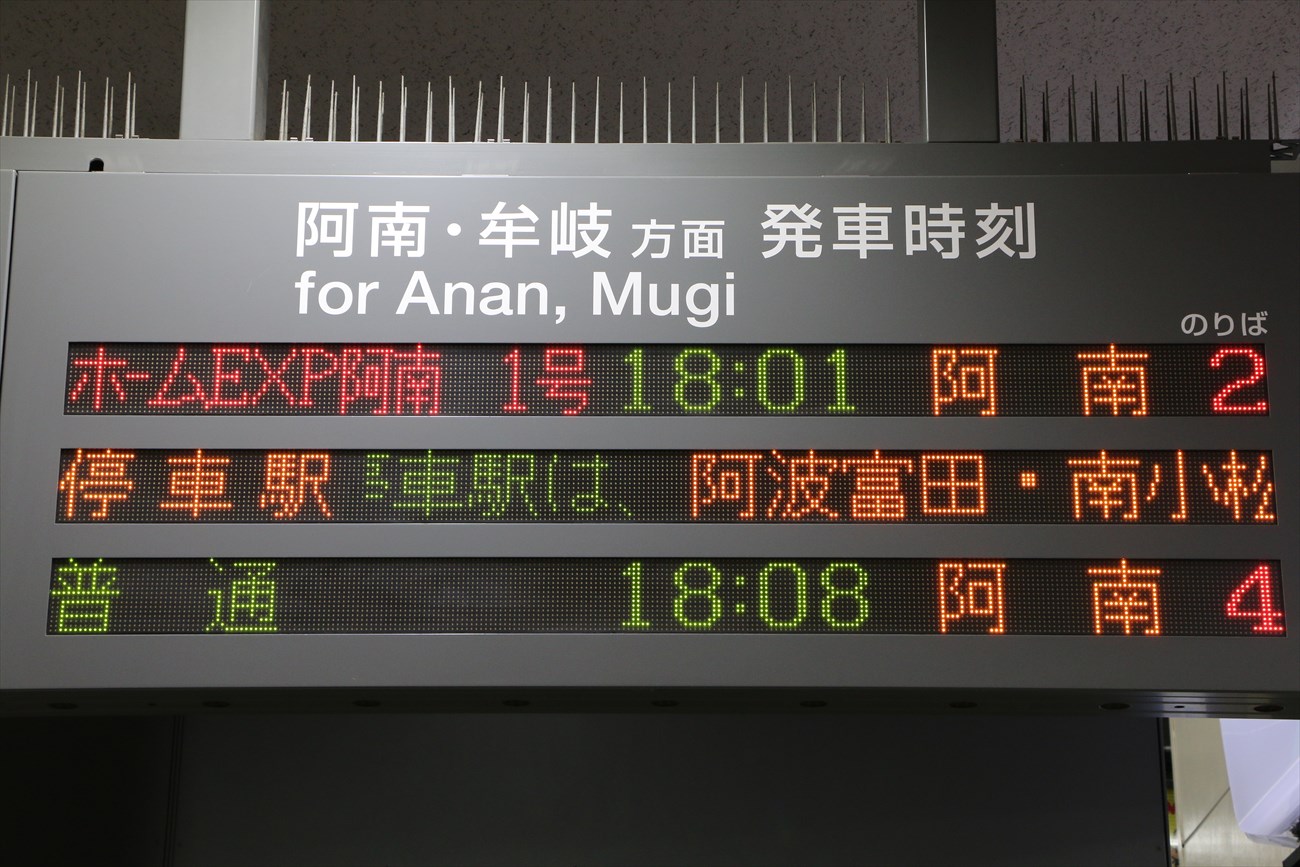 阿南・牟岐 方面 発車時刻
for Anan, Mugi
のりば
ホームEXP阿南 1号 18:01 阿南 2
停車駅 車駅は、 阿波富田・南小松
普通 18:08 阿南 4